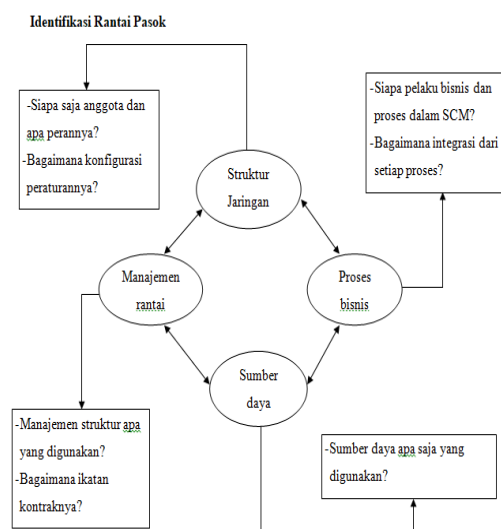 Identifikasi Rantai Pasok
-Siapa saja anggota dan
apa perannya?
-Bagaimana konfigurasi
peraturannya?
-Siapa pelaku bisnis dan
proses dalam SCM?
-Bagaimana integrasi dari
setiap proses?
Struktur
Jaringan
Manajemen
rantai
Proses
bisnis
Sumber
daya
-Manajemen struktur apa
yang digunakan?
-Bagaimana ikatan
kontraknya?
-Sumber daya apa saja yang
digunakan?